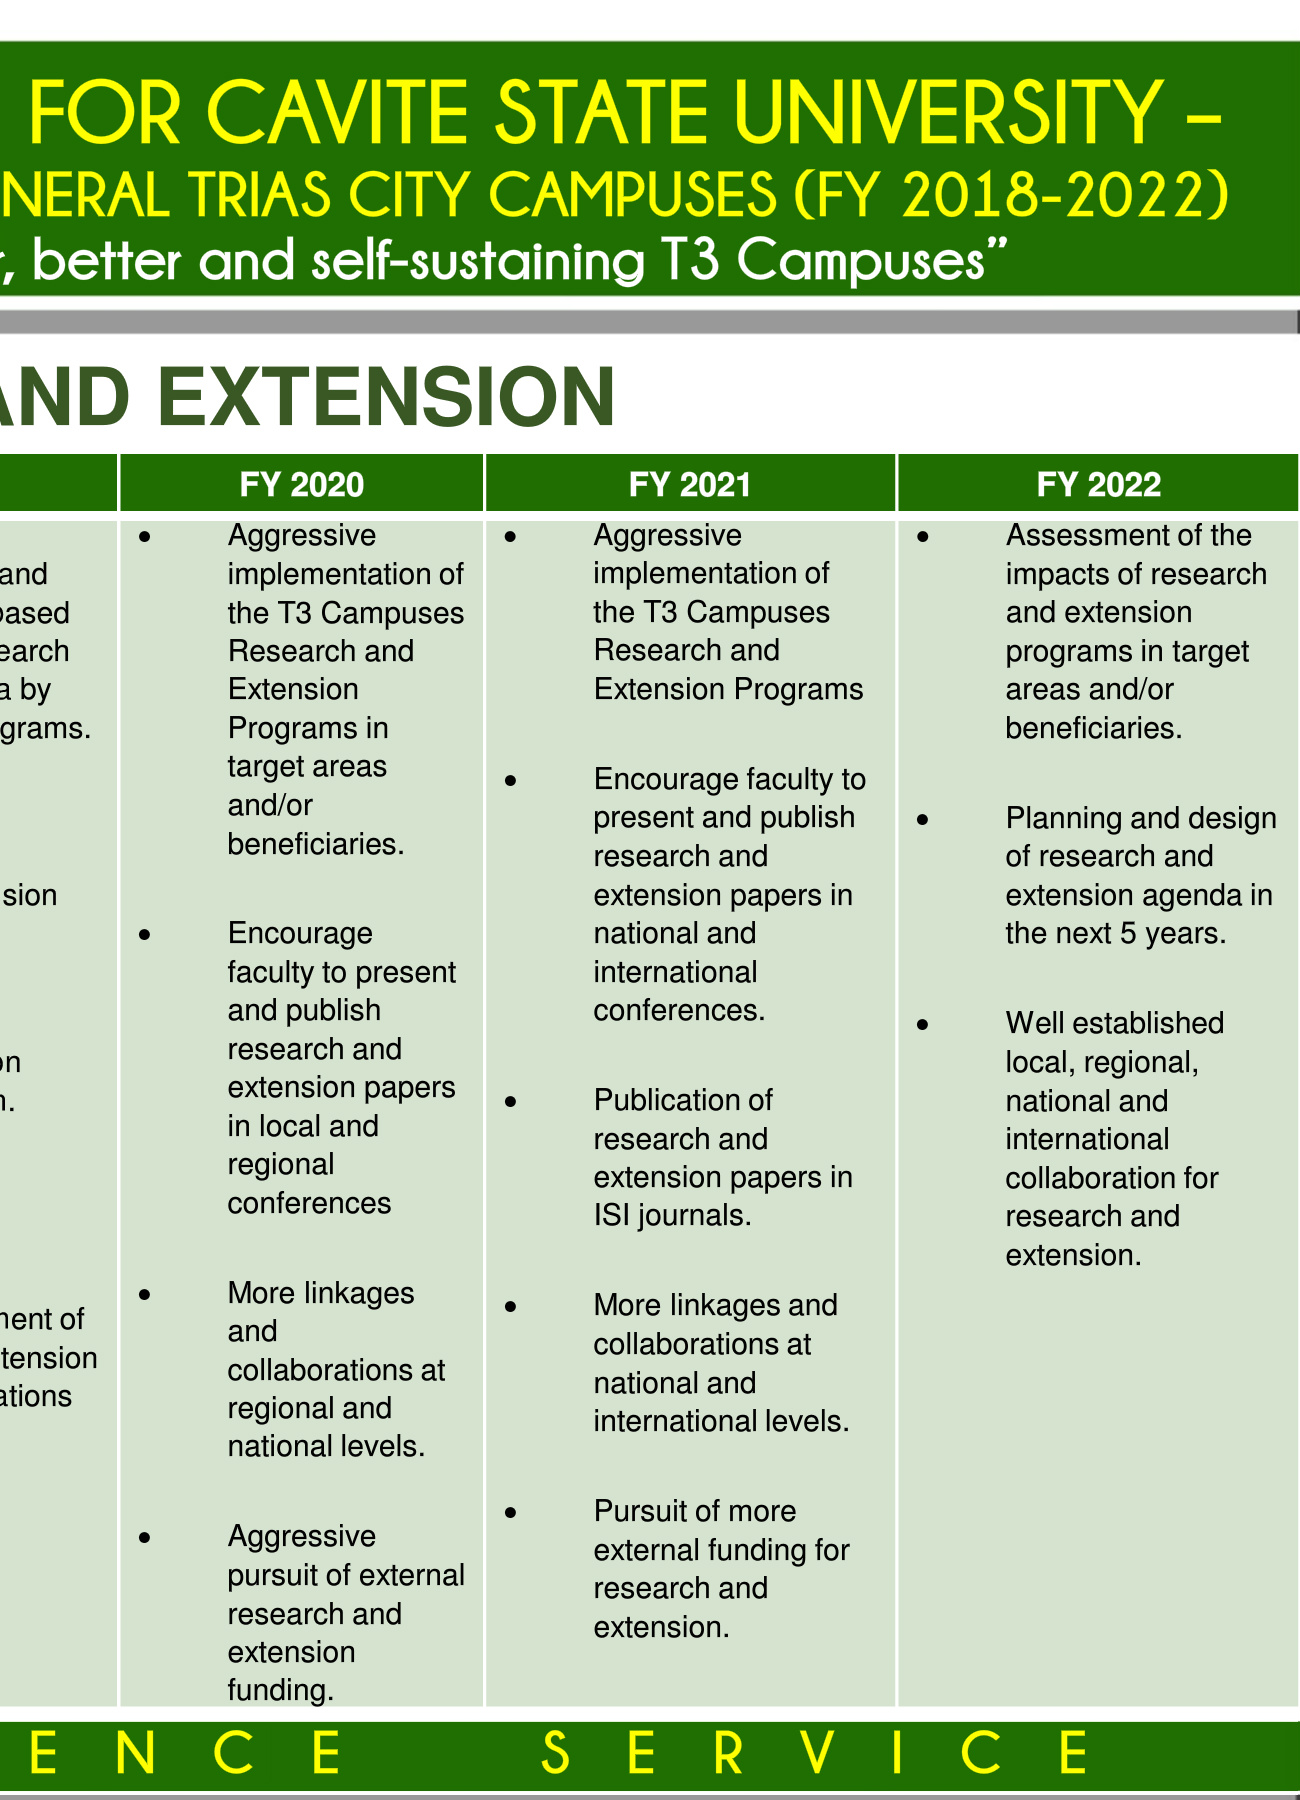 FOR CAVITE STATE UNIVERSITY –
NERAL TRIAS CITY CAMPUSES (FY 2018-2022)
, better and self-sustaining T3 Campuses”
AND EXTENSION
and
based
earch
a by
grams.
sion
on
n.
ment of
tension
ations
FY 2020
• Aggressive
implementation of
the T3 Campuses
Research and
Extension
Programs in
target areas
and/or
beneficiaries.
• Encourage
faculty to present
and publish
research and
extension papers
in local and
regional
conferences
• More linkages
and
collaborations at
regional and
national levels.
• Aggressive
pursuit of external
research and
extension
funding.
FY 2021
• Aggressive
implementation of
the T3 Campuses
Research and
Extension Programs
• Encourage faculty to
present and publish
research and
extension papers in
national and
international
conferences.
• Publication of
research and
extension papers in
ISI journals.
• More linkages and
collaborations at
national and
international levels.
• Pursuit of more
external funding for
research and
extension.
FY 2022
• Assessment of the
impacts of research
and extension
programs in target
areas and/or
beneficiaries.
• Planning and design
of research and
extension agenda in
the next 5 years.
• Well established
local, regional,
national and
international
collaboration for
research and
extension.
E N C E S E R V I C E